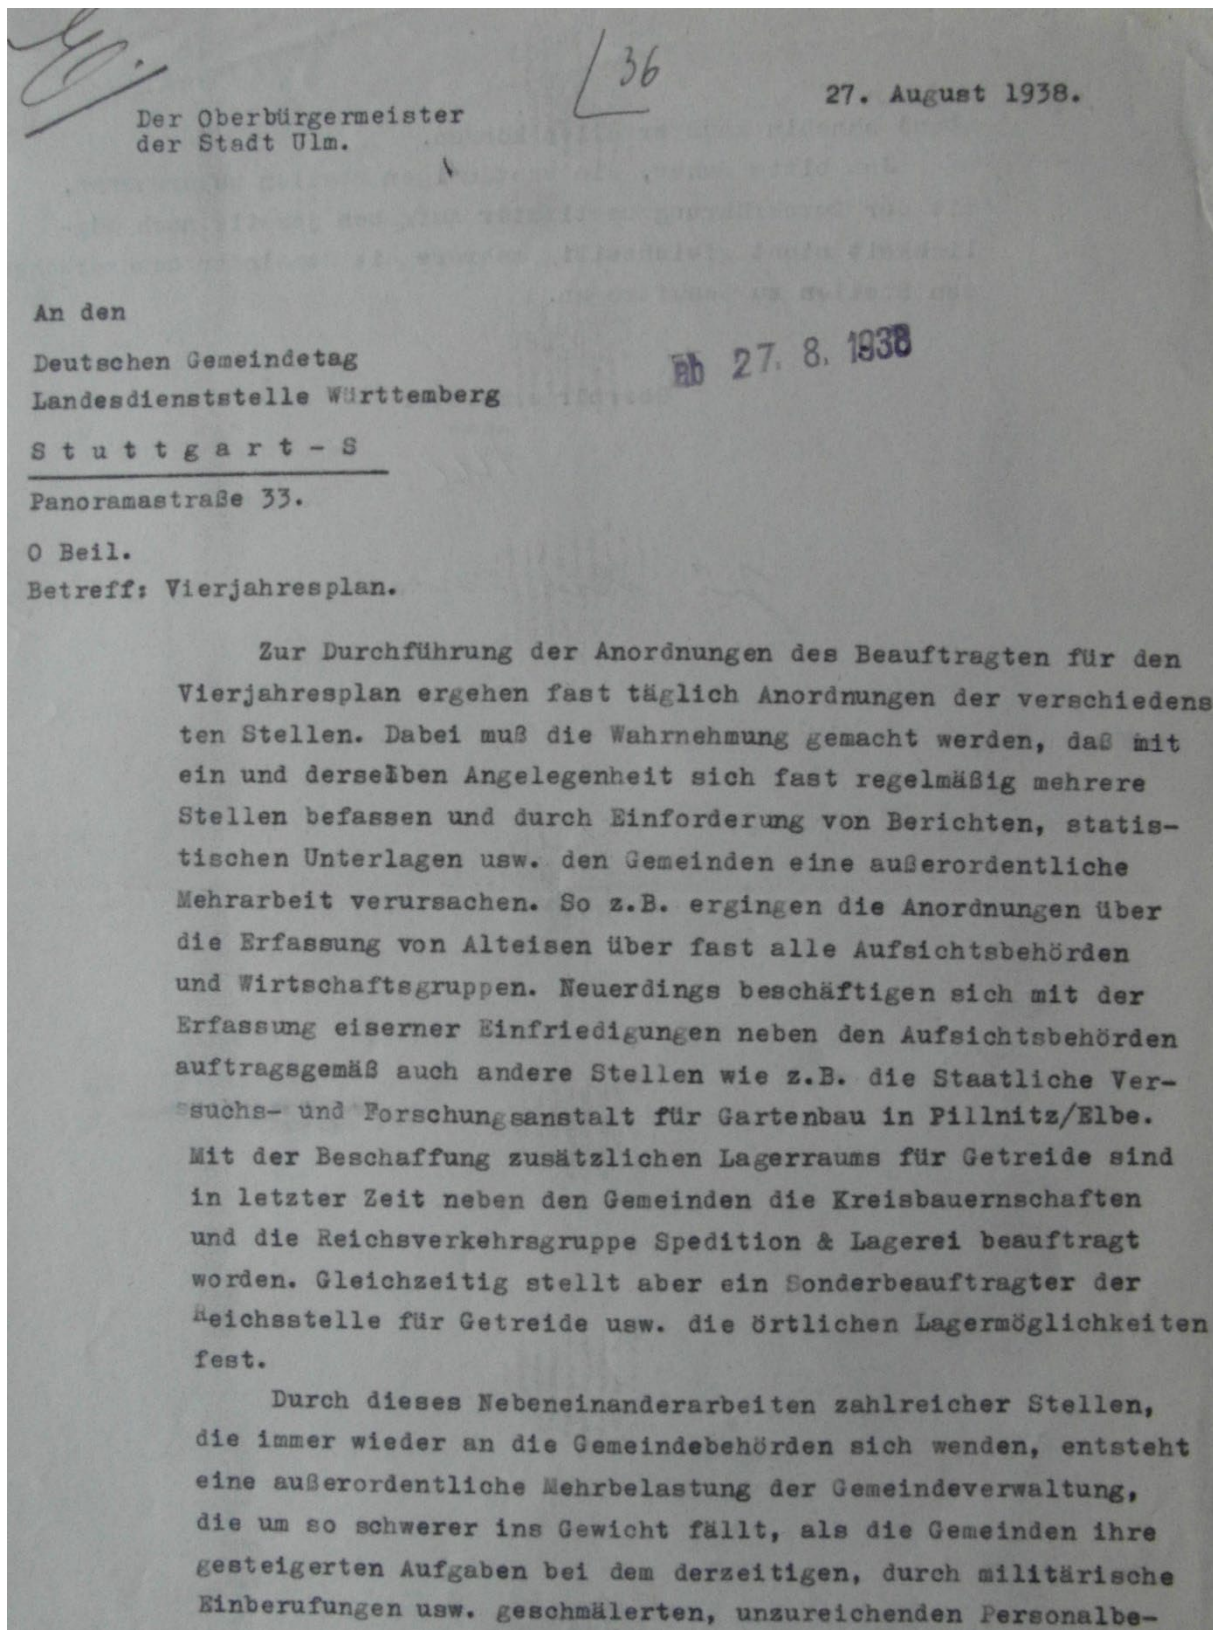 36
27. August 1938.
Der Oberbürgermeister
der Stadt Ulm.
An den
Deutschen Gemeindetag
Landesdienststelle Württemberg
ab 27. 8. 1938
Stuttgart-S
Panoramastraße 33.
0 Beil.
Betreff: Vierjahresplan.
Zur Durchführung der Anordnungen des Beauftragten für den
Vierjahresplan ergehen fast täglich Anordnungen der verschiedens
ten Stellen. Dabei muß die Wahrnehmung gemacht werden, daß mit
ein und derselben Angelegenheit sich fast regelmäßig mehrere
Stellen befassen und durch Einforderung von Berichten, statis-
tischen Unterlagen usw. den Gemeinden eine außerordentliche
Mehrarbeit verursachen. So z.B. ergingen die Anordnungen über
die Erfassung von Alteisen über fast alle Aufsichtsbehörden
und Wirtschaftsgruppen. Neuerdings beschäftigen sich mit der
Erfassung eiserner Einfriedigungen neben den Aufsichtsbehörden
auftragsgemäß auch andere Stellen wie z.B. die Staatliche Ver-
suchs- und Forschungsanstalt für Gartenbau in Pillnitz/Elbe.
Mit der Beschaffung zusätzlichen Lagerraums für Getreide sind
in letzter Zeit neben den Gemeinden die Kreisbauernschaften
und die Reichsverkehrsgruppe Spedition & Lagerei beauftragt
worden. Gleichzeitig stellt aber ein Sonderbeauftragter der
Reichsstelle für Getreide usw. die örtlichen Lagermöglichkeiten
fest.
Durch dieses Nebeneinanderarbeiten zahlreicher Stellen,
die immer wieder an die Gemeindebehörden sich wenden, entsteht
eine außerordentliche Mehrbelastung der Gemeindeverwaltung,
die um so schwerer ins Gewicht fällt, als die Gemeinden ihre
gesteigerten Aufgaben bei dem derzeitigen, durch militärische
Einberufungen usw. geschmälerten, unzureichenden Personalbe-